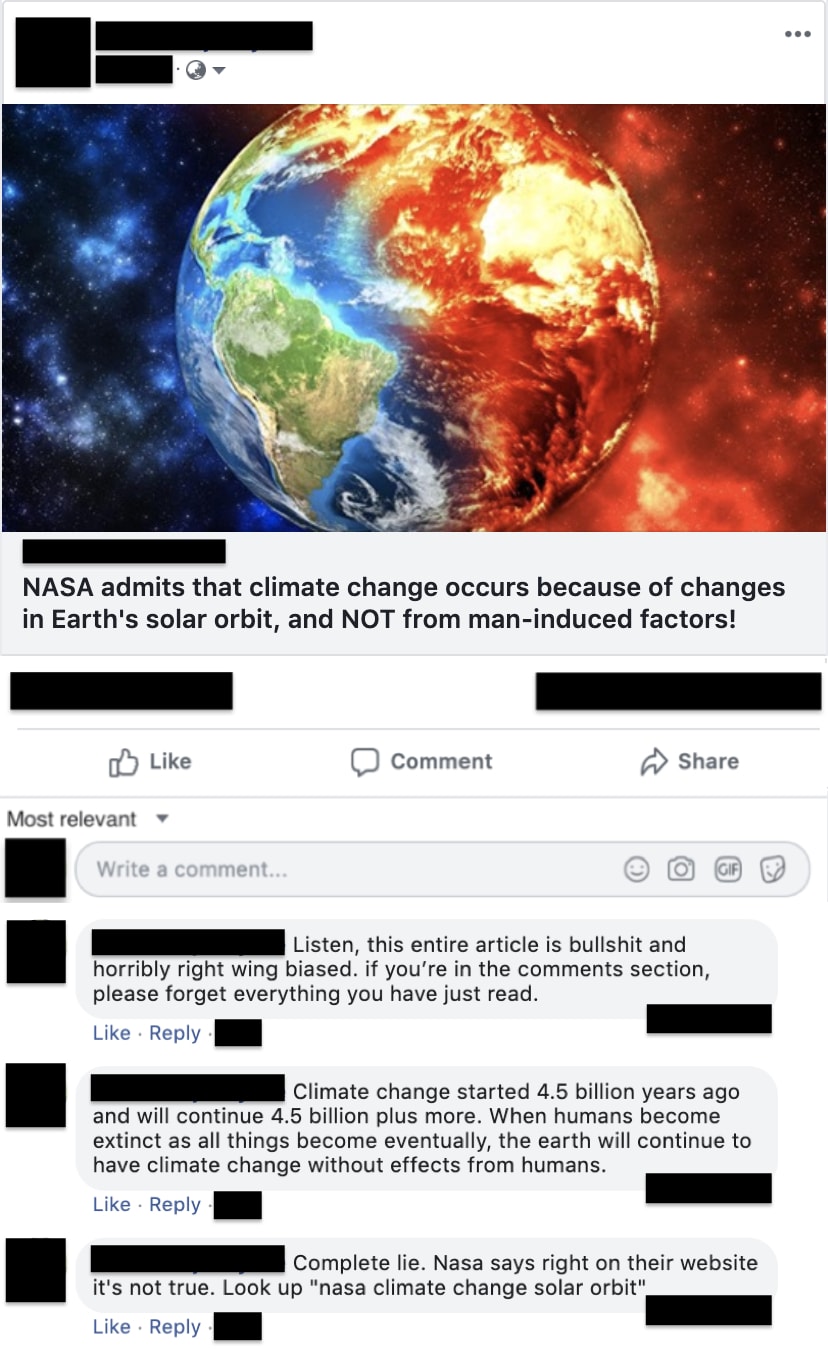 NASA admits that climate change occurs because of changes
in Earth's solar orbit, and NOT from man-induced factors!
Like
Comment
Share
Most relevant
Write a comment...
GIF
Listen, this entire article is bullshit and
horribly right wing biased. if you're in the comments section,
please forget everything you have just read.
Like · Reply ·
Climate change started 4.5 billion years ago
and will continue 4.5 billion plus more. When humans become
extinct as all things become eventually, the earth will continue to
have climate change without effects from humans.
Like · Reply ·
Complete lie. Nasa says right on their website
it's not true. Look up "nasa climate change solar orbit"
Like · Reply ·